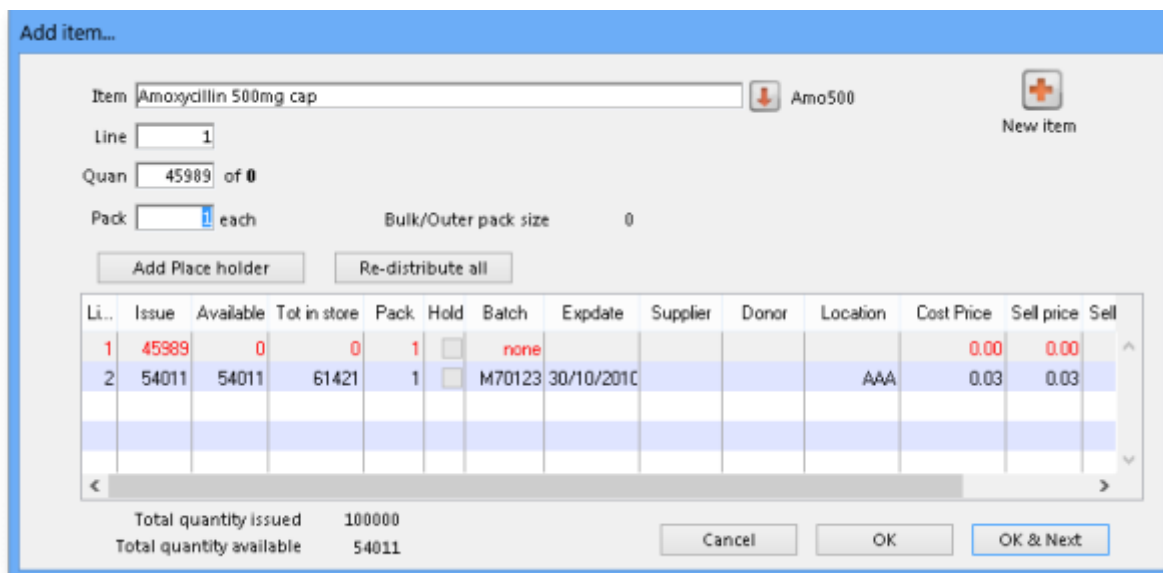 Add item...
Item Amoxycillin 500mg cap Amo500
New item
Line 1
Quan 45989 of 0
Pack 1 each Bulk/Outer pack size 0
Add Place holder Re-distribute all
Li... Issue Available Tot in store Pack Hold Batch Expdate Supplier Donor Location Cost Price Sell price Sell
1 45989 0 0 1 none 0.00 0.00
2 54011 54011 61421 1 M70123 30/10/2010 AAA 0.03 0.03
Total quantity issued 100000
Total quantity available 54011
Cancel OK OK & Next